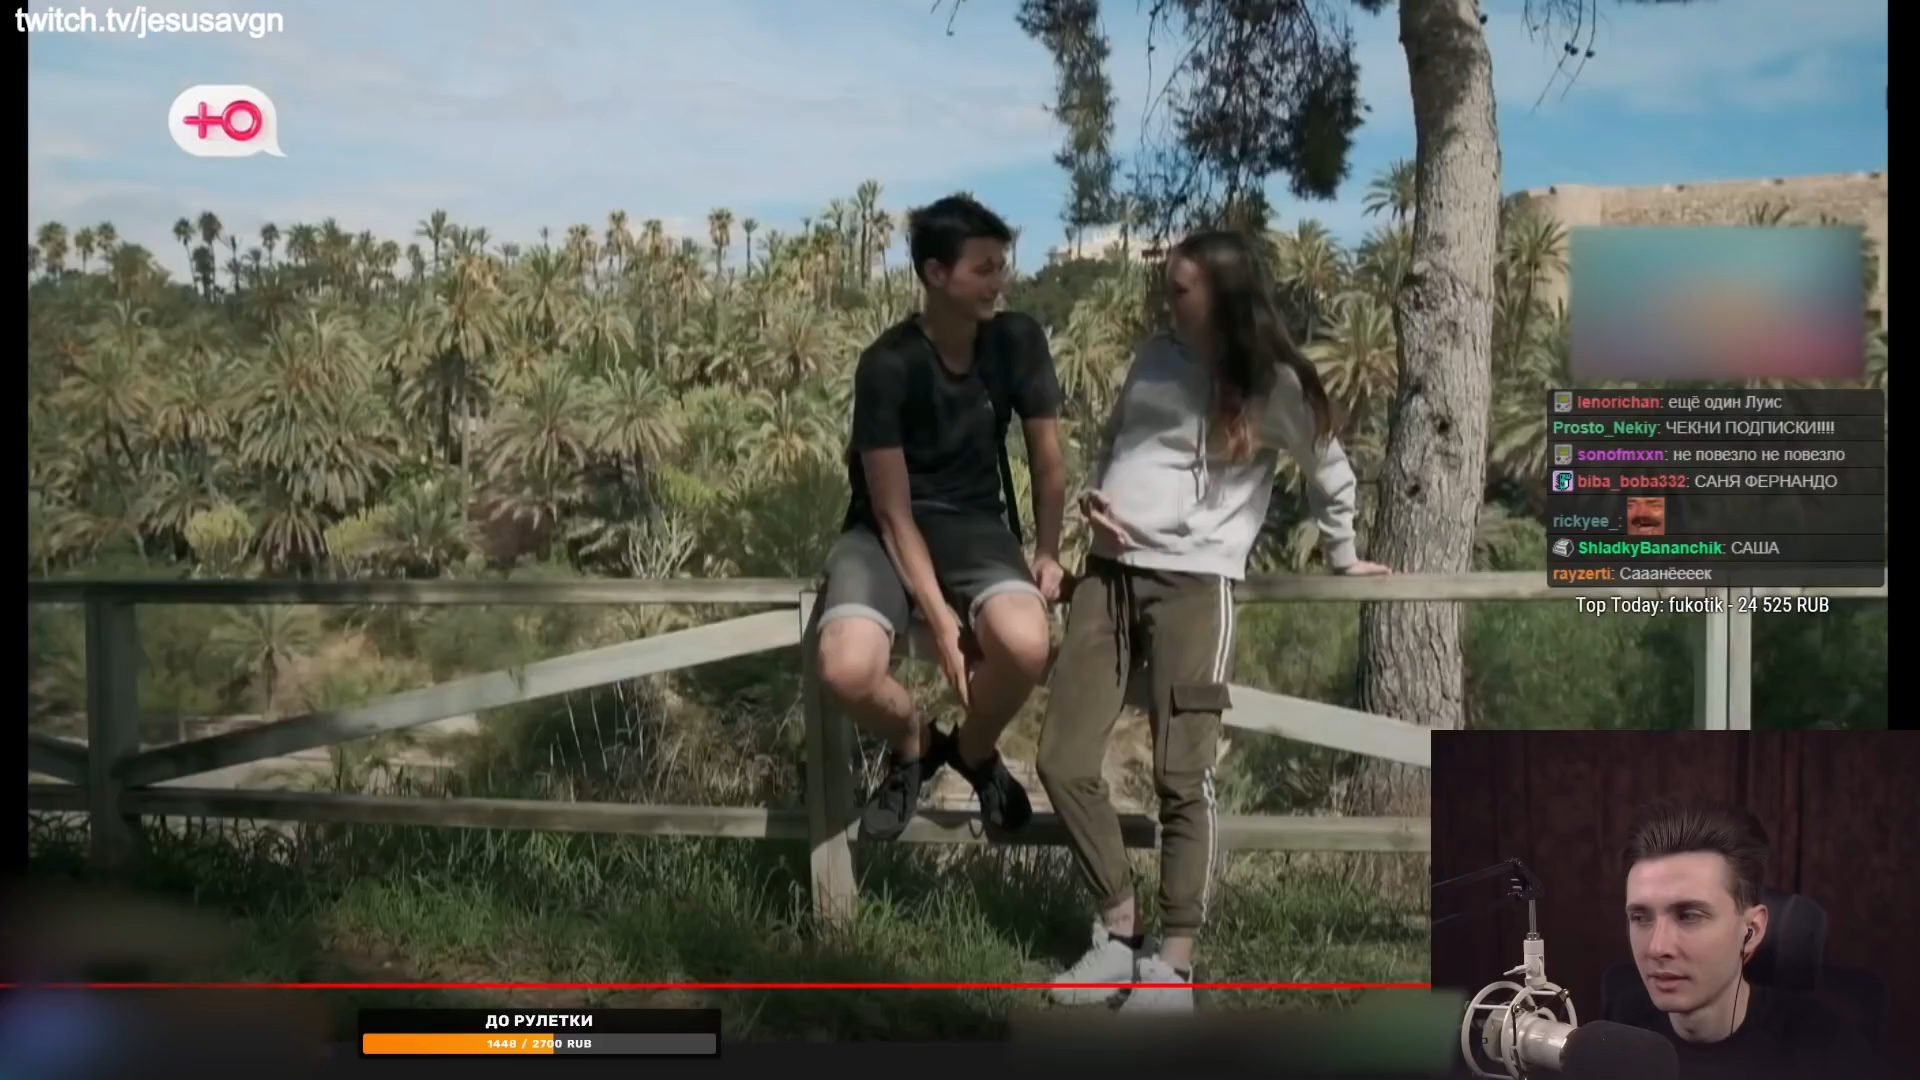 twitch.tv/jesusavgn
Ю
lenorichan: ещё один Луис
Prosto_Nekiy: ЧЕКНИ ПОДПИСКИ!!!!
sonofmxxn: не повезло не повезло
biba_boba332: САНЯ ФЕРНАНДО
rickyee_:
ShladkyBananchik: САША
rayzerti: Сааанёееек
Top Today: fukotik - 24 525 RUB
ДО РУЛЕТКИ
1448 / 2700 RUB